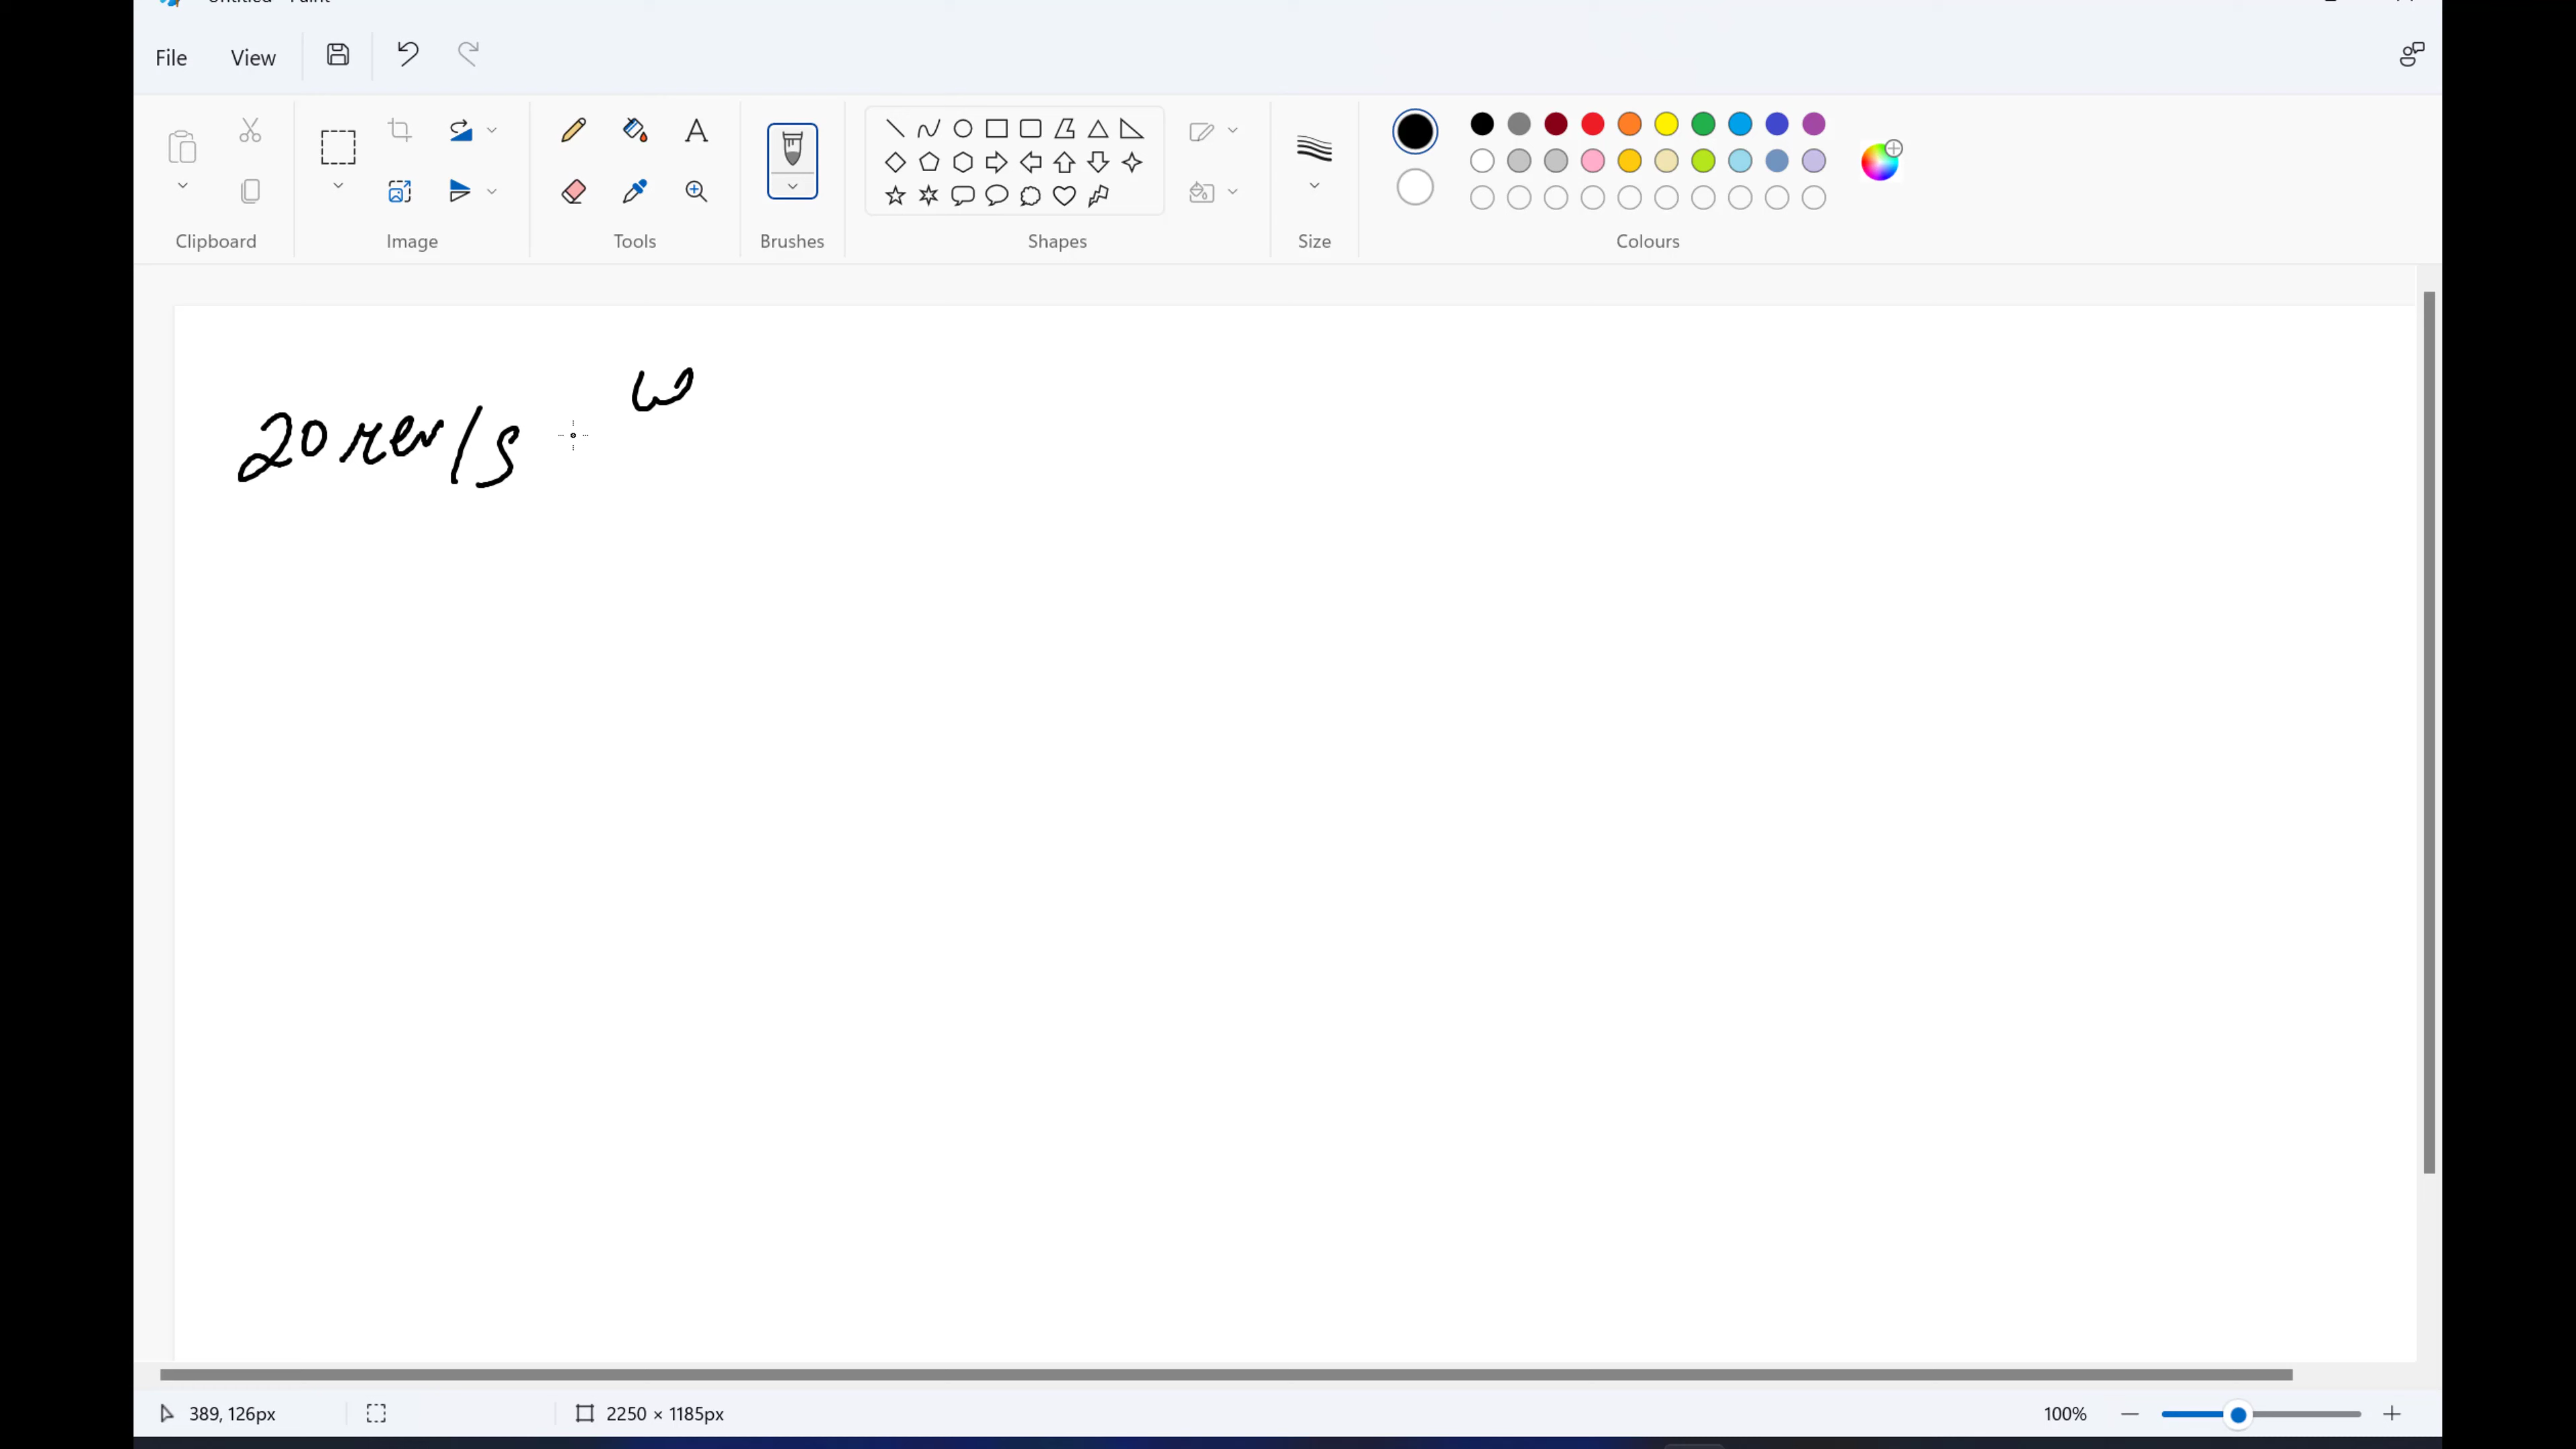 File View
Clipboard Image Tools Brushes Shapes Size Colours
ω
20 rev/s
389, 126px 2250 × 1185px 100%